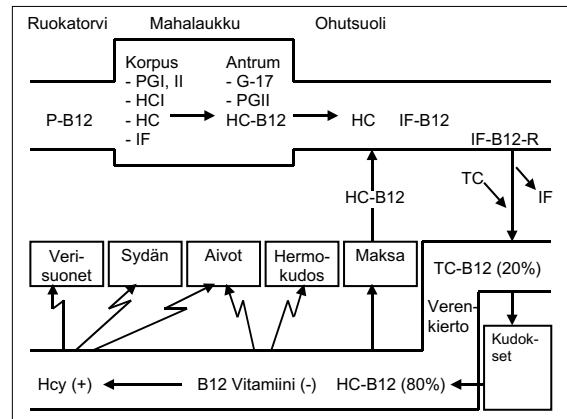 Ruokatorvi Mahalaukku Ohutsuoli
Korpus
- PGI, II
- HCl
- HC
- IF
Antrum
- G-17
- PGII
HC-B12
P-B12
HC IF-B12
IF-B12-R
TC
IF
HC-B12
Veri-
suonet
Sydän
Aivot
Hermo-
kudos
Maksa
TC-B12 (20%)
Veren-
kierto
Kudok-
set
Hcy (+) B12 Vitamiini (-) HC-B12 (80%)